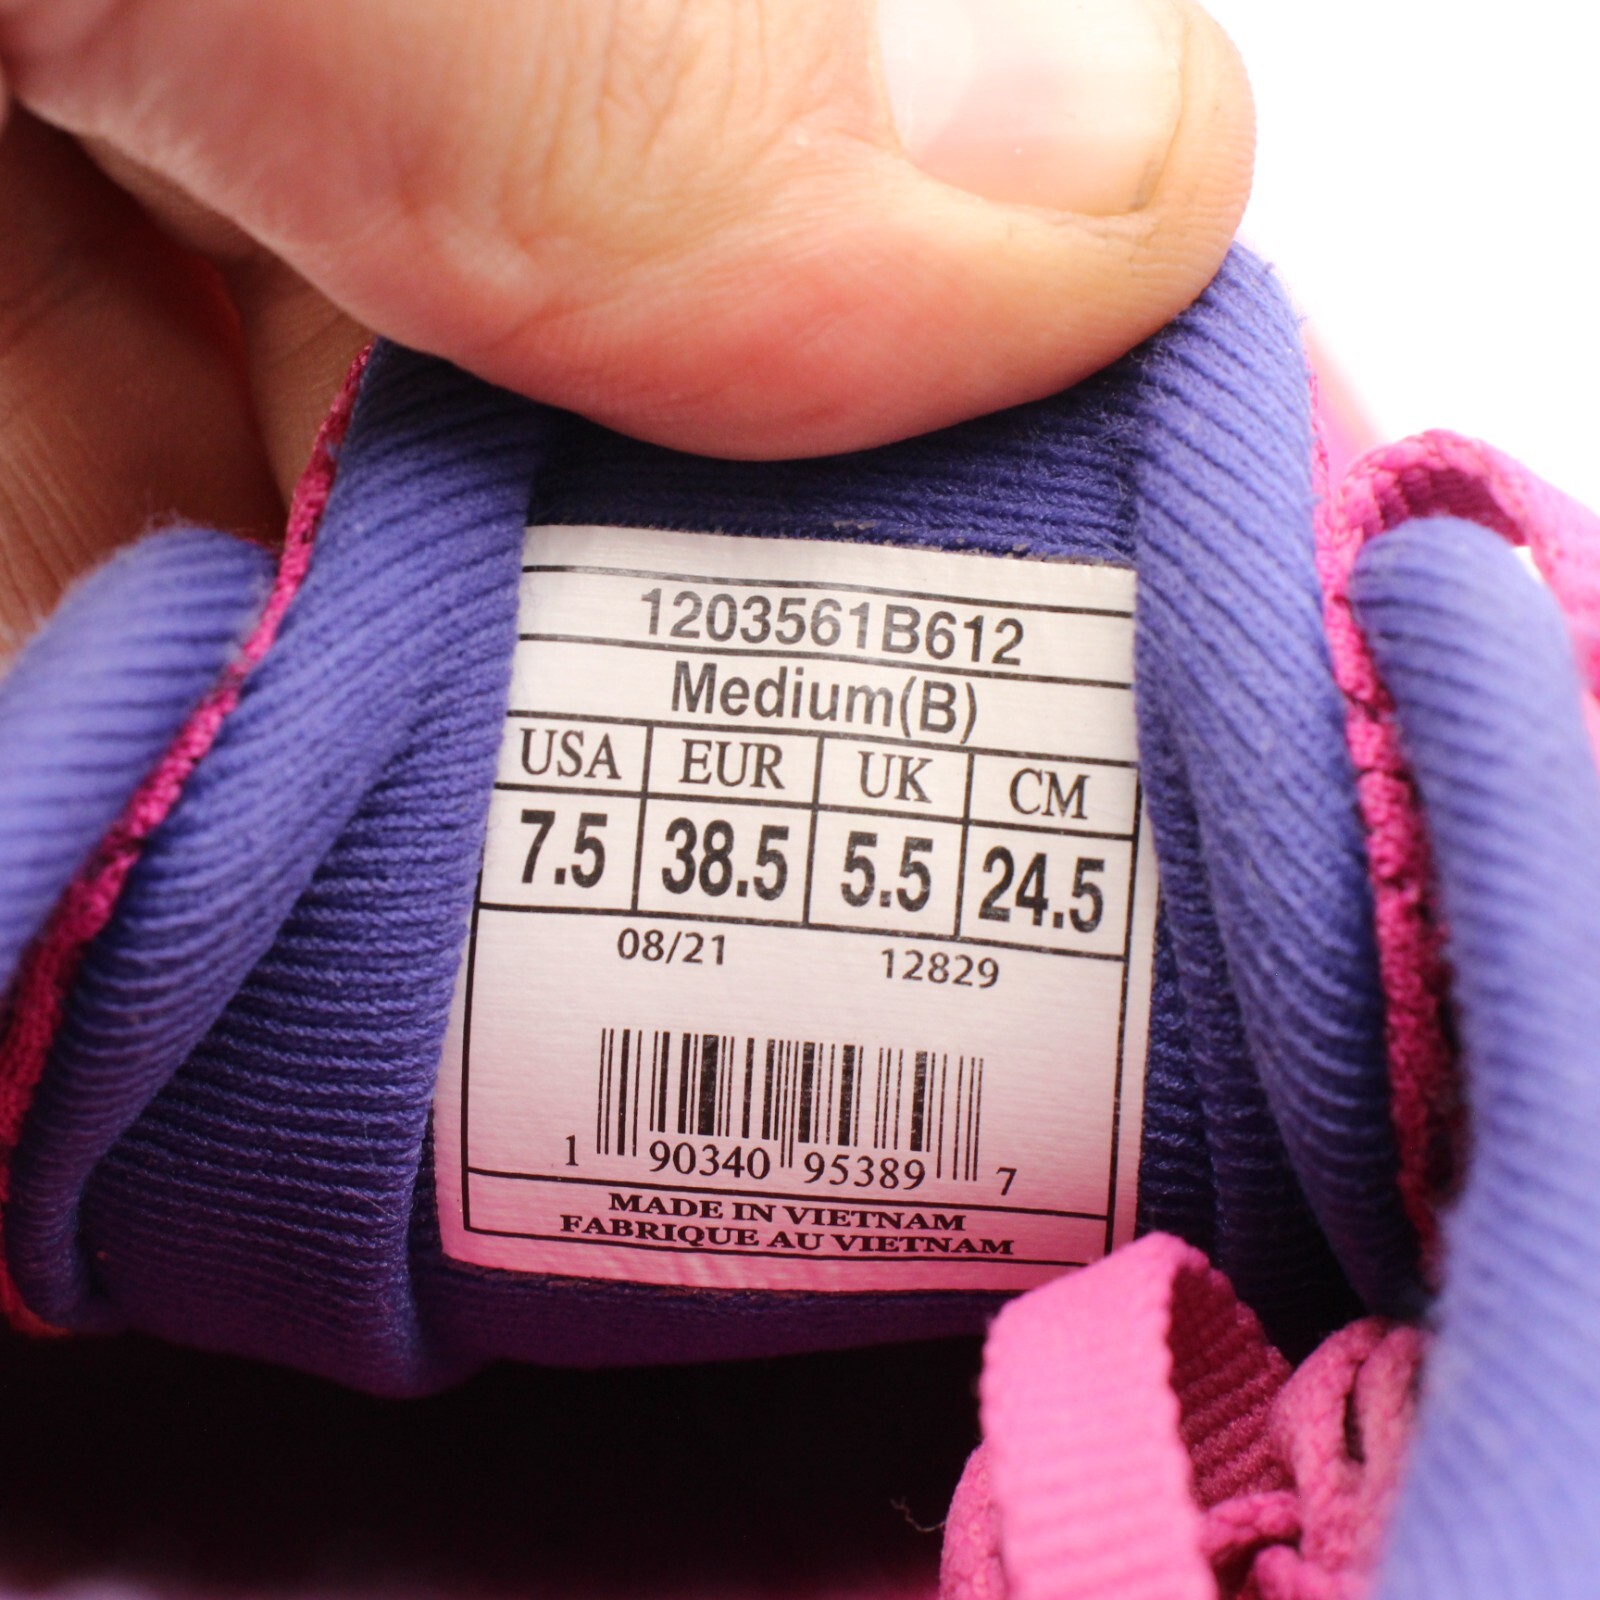 1203561B612
Medium(B)
USA EUR UK CM
7.5 38.5 5.5 24.5
08/21 12829
1 90340 95389 7
MADE IN VIETNAM
FABRIQUE AU VIETNAM